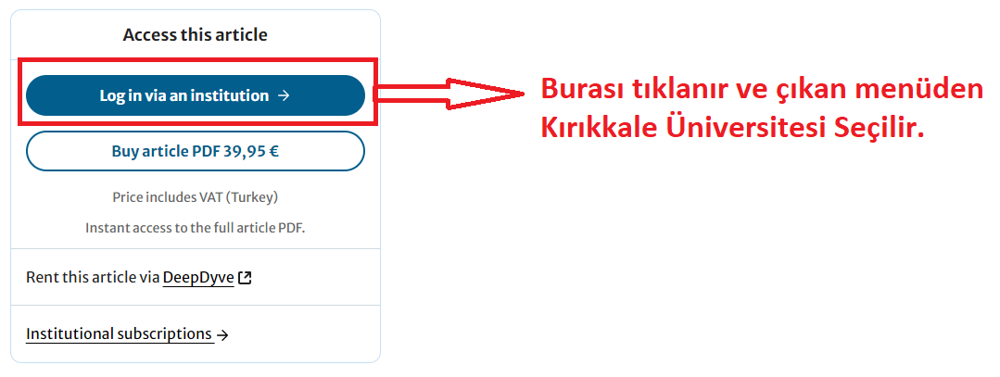 Access this article
Log in via an institution →
Buy article PDF 39,95 €
Price includes VAT (Turkey)
Instant access to the full article PDF.
Rent this article via DeepDyve
Institutional subscriptions →
Burası tıklanır ve çıkan menüden
Kırıkkale Üniversitesi Seçilir.